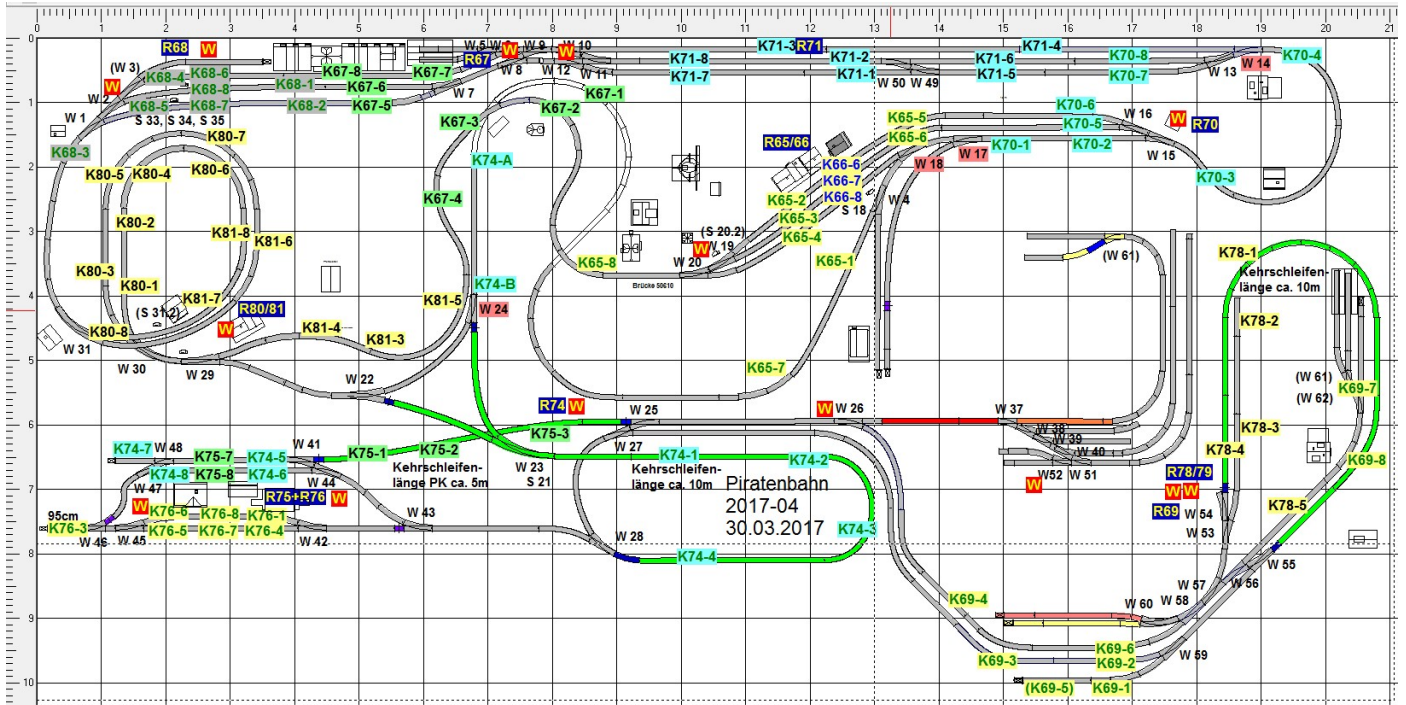 0 1 2 3 4 5 6 7 8 9 10 11 12 13 14 15 16 17 18 19 20 21
0
R68 W
R67 W W
W 9 W 10
R71
K71-3 K71-4
(W 3)
K68-4 K68-6 K67-8 K67-7
W 8 W 12 W 11
K71-8 K71-2 K71-6 K70-8
W 13 W 14 K70-4
W
K68-8 K68-1 K67-6
W 7
K71-7 K71-1 W 50 W 49 K71-5 K70-7
1
W 2
K68-5 K68-7 K68-2 K67-5
K67-1
K67-2
K70-6
W 1
S 33, S 34, S 35
K67-3
K65-5
W 16
W R70
K80-7
K65-6 K70-5
K68-3
R65/66
W 17 K70-1 K70-2
W 15
2
K80-5 K80-4 K80-6
K74-A
K66-6
W 18
K66-7
K70-3
K67-4
K65-2 K66-8
K65-3 S 18 W 4
K80-2
K81-8 K81-6
3
(S 20.2)
W 19
K65-4
W
K65-1
(W 61)
K78-1
K80-3
W 20
K65-8
K80-1
K74-B
Brücke 50616
Kehrschleifen-
länge ca. 10m
4
K81-7
K81-5
(S 31.2)
R80/81
W 24
K78-2
K80-8
W
K81-4
K81-3
W 31
5
W 30
W 29
W 22
K65-7
(W 61)
K69-7
(W 62)
R74 W
W 25
W
W 26
W 37
6
K75-3
W 27
W 38
K78-3
K74-7 W 48
W 41
K75-2
W 39
K75-7 K74-5
K75-1
W 40
K78-4
K69-8
Kehrschleifen-
länge PK ca. 5m
W 23
S 21
K74-1
Kehrschleifen-
länge ca. 10m
K74-2
W52 W 51
K74-8 K75-8 K74-6
W 44
R78/79
7
W 47
R75+R76 W
Piratenbahn
2017-04
30.03.2017
W
W W
R69
K78-5
W
K76-6 K76-8 K76-1
W 54
95cm
W 43
K74-3
K76-3
K76-5 K76-7 K76-4
W 53
W 46 W 45
W 42
W 28
8
K74-4
W 55
W 56
W 57
W 58
K69-4
W 60
9
K69-6
K69-3 K69-2
W 59
10
(K69-5) K69-1